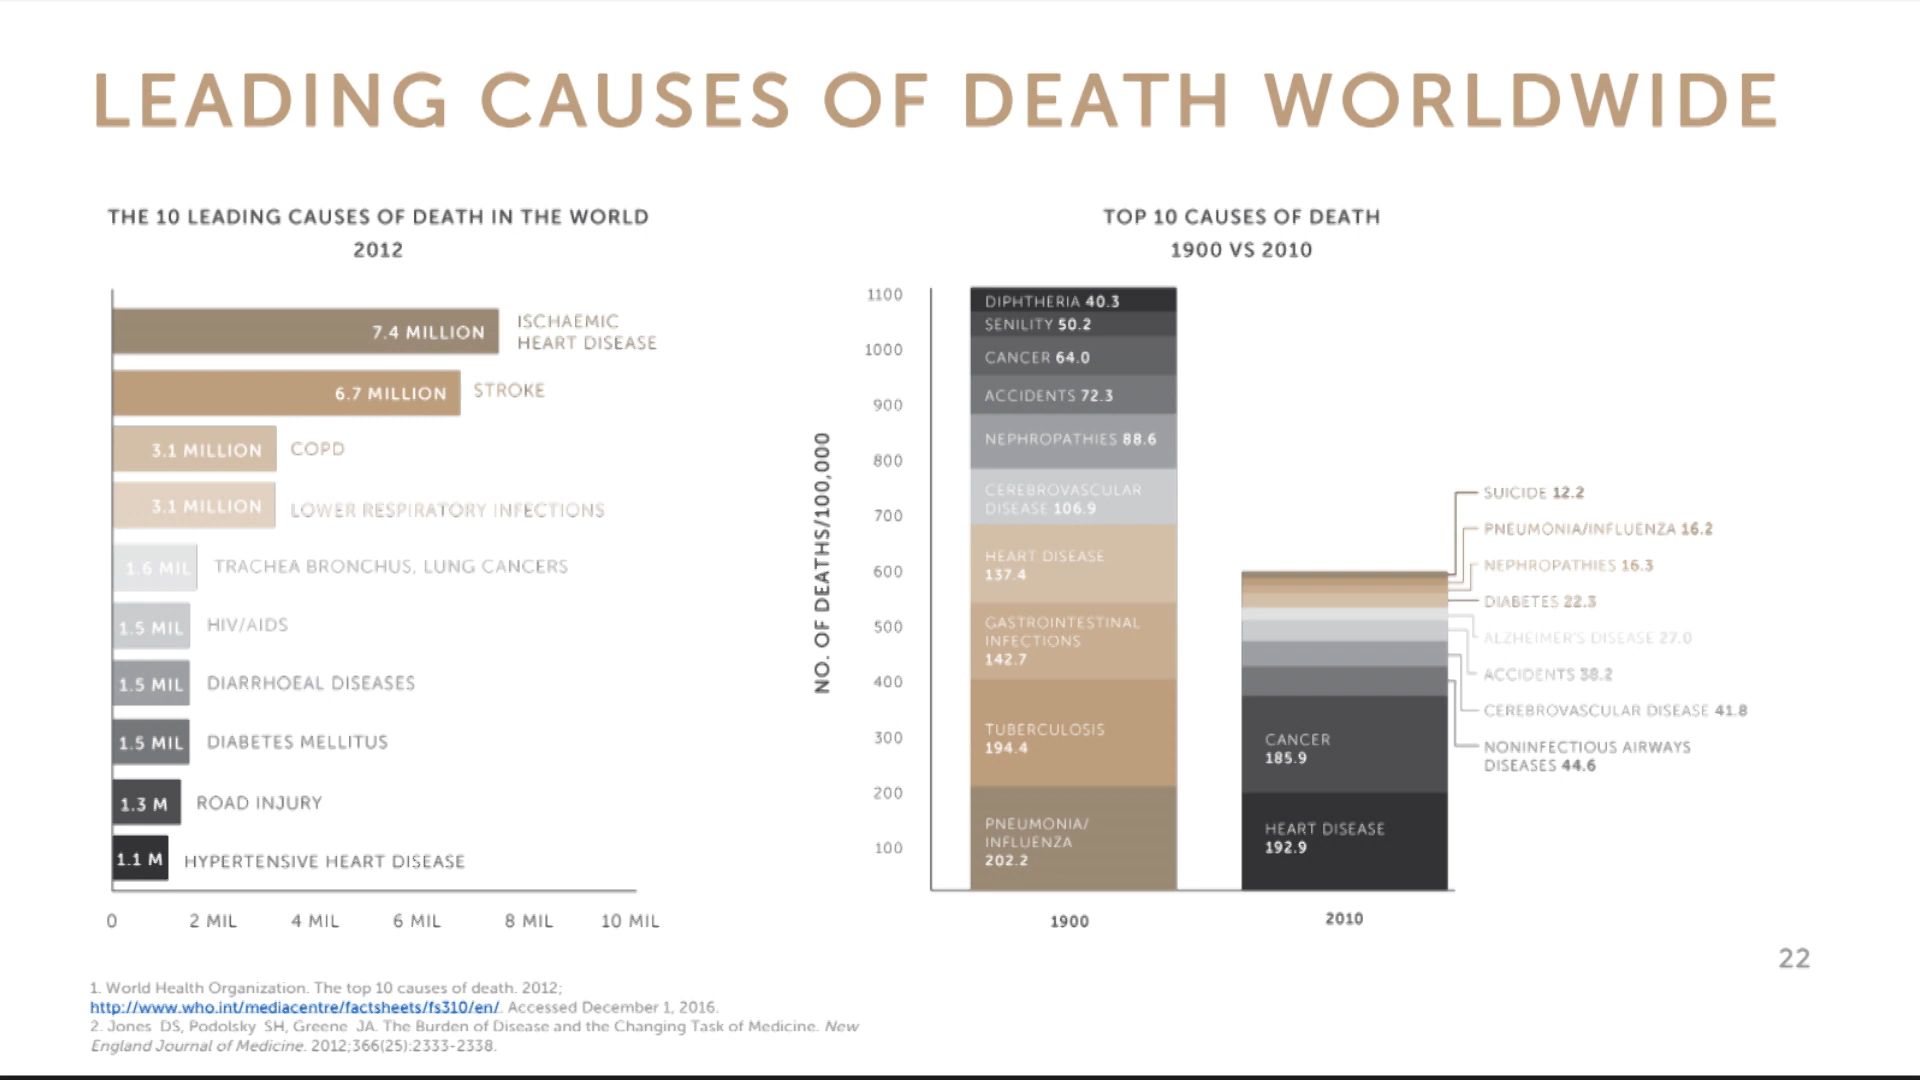 LEADING CAUSES OF DEATH WORLDWIDE
THE 10 LEADING CAUSES OF DEATH IN THE WORLD
2012
7.4 MILLION
ISCHAEMIC
HEART DISEASE
6.7 MILLION
STROKE
3.1 MILLION
COPD
3.1 MILLION
LOWER RESPIRATORY INFECTIONS
1.6 MIL
TRACHEA BRONCHUS, LUNG CANCERS
1.5 MIL
HIV/AIDS
1.5 MIL
DIARRHOEAL DISEASES
1.5 MIL
DIABETES MELLITUS
1.3 M
ROAD INJURY
1.1 M
HYPERTENSIVE HEART DISEASE
0
2 MIL
4 MIL
6 MIL
8 MIL
10 MIL
TOP 10 CAUSES OF DEATH
1900 VS 2010
NO. OF DEATHS/100,000
1100
1000
900
800
700
600
500
400
300
200
100
DIPHTHERIA 40.3
SENILITY 50.2
CANCER 64.0
ACCIDENTS 72.3
NEPHROPATHIES 88.6
CEREBROVASCULAR
DISEASE 106.9
HEART DISEASE
137.4
GASTROINTESTINAL
INFECTIONS
142.7
TUBERCULOSIS
194.4
PNEUMONIA/
INFLUENZA
202.2
CANCER
185.9
HEART DISEASE
192.9
SUICIDE 12.2
PNEUMONIA/INFLUENZA 16.2
NEPHROPATHIES 16.3
DIABETES 22.3
ALZHEIMER'S DISEASE 27.0
ACCIDENTS 38.2
CEREBROVASCULAR DISEASE 41.8
NONINFECTIOUS AIRWAYS
DISEASES 44.6
1900
2010
22
1. World Health Organization. The top 10 causes of death. 2012;
http://www.who.int/mediacentre/factsheets/fs310/en/. Accessed December 1, 2016.
2. Jones DS, Podolsky SH, Greene JA. The Burden of Disease and the Changing Task of Medicine. New
England Journal of Medicine. 2012;366(25):2333-2338.